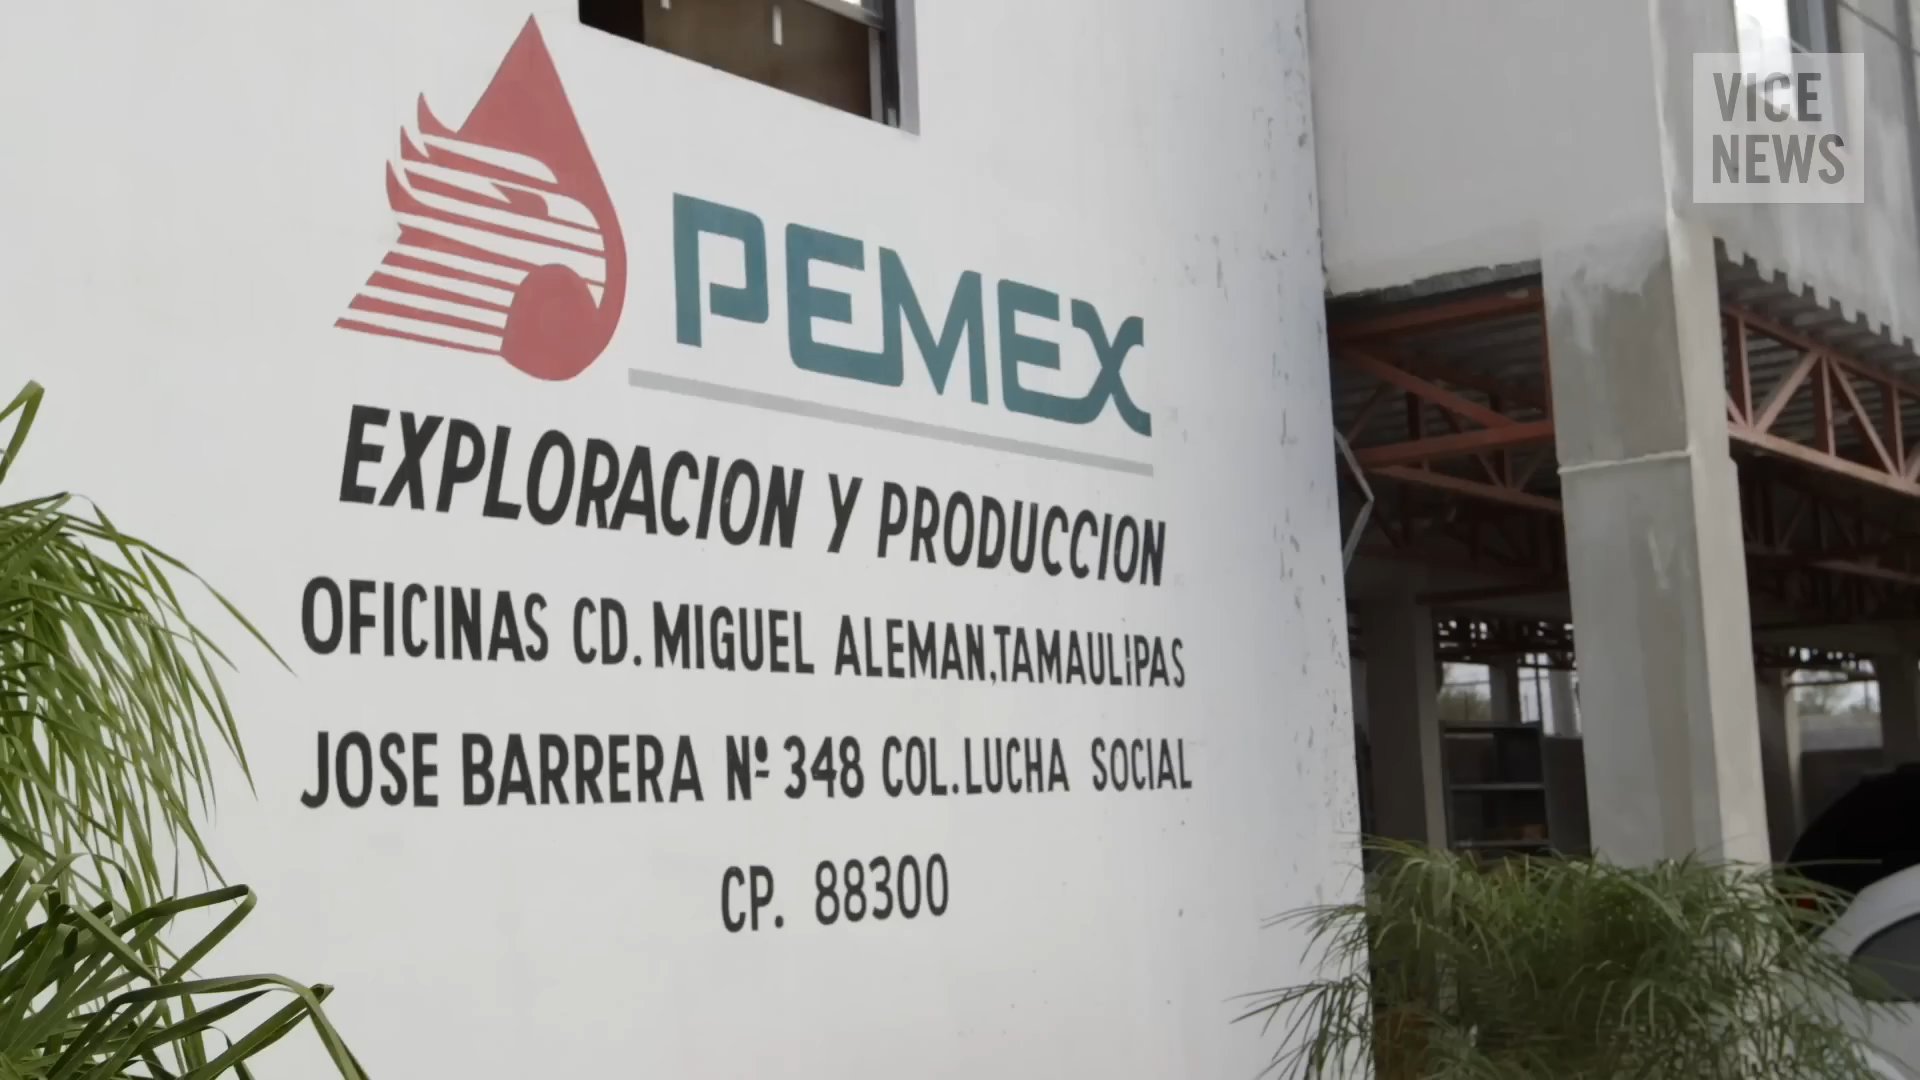 VICE
NEWS
PEMEX
EXPLORACION Y PRODUCCION
OFICINAS CD. MIGUEL ALEMAN, TAMAULIPAS
JOSE BARRERA Nº 348 COL. LUCHA SOCIAL
CP. 88300